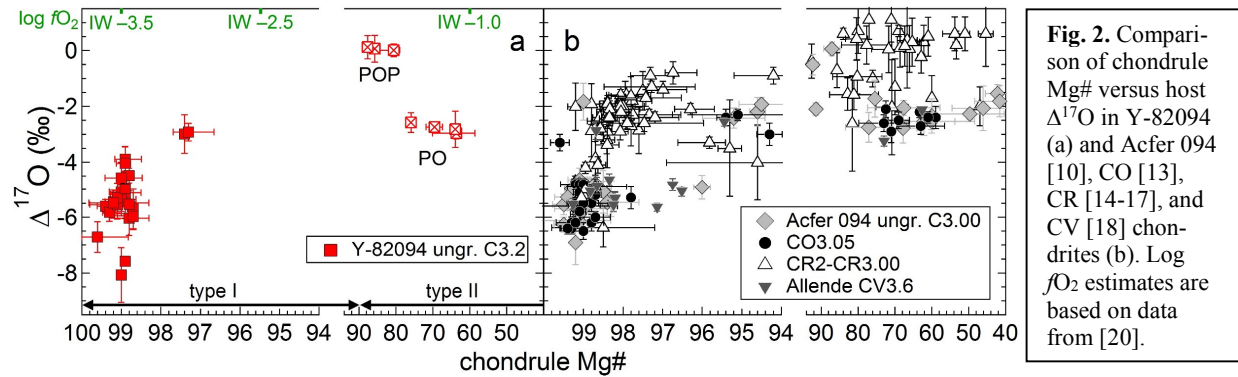 log fO2
IW –3.5
IW –2.5
IW –1.0
a
b
0
-2
-4
-6
-8
Δ17O (‰)
POP
PO
Y-82094 ungr. C3.2
Acfer 094 ungr. C3.00
CO3.05
CR2-CR3.00
Allende CV3.6
type I
type II
100 99 98 97 96 95 94 90 80 70 60 50
99 98 97 96 95 94 90 80 70 60 50 40
chondrule Mg#
Fig. 2. Compari-
son of chondrule
Mg# versus host
Δ17O in Y-82094
(a) and Acfer 094
[10], CO [13],
CR [14-17], and
CV [18] chon-
drites (b). Log
fO2 estimates are
based on data
from [20].